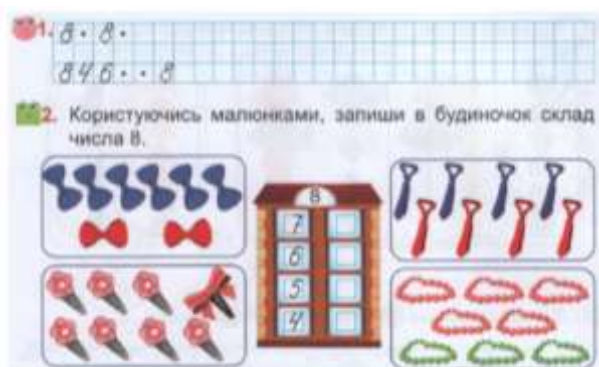 1. 8 · 8 ·
8 4 6 · · 8
2. Користуючись малюнками, запиши в будиночок склад
числа 8.
8
7
6
5
4